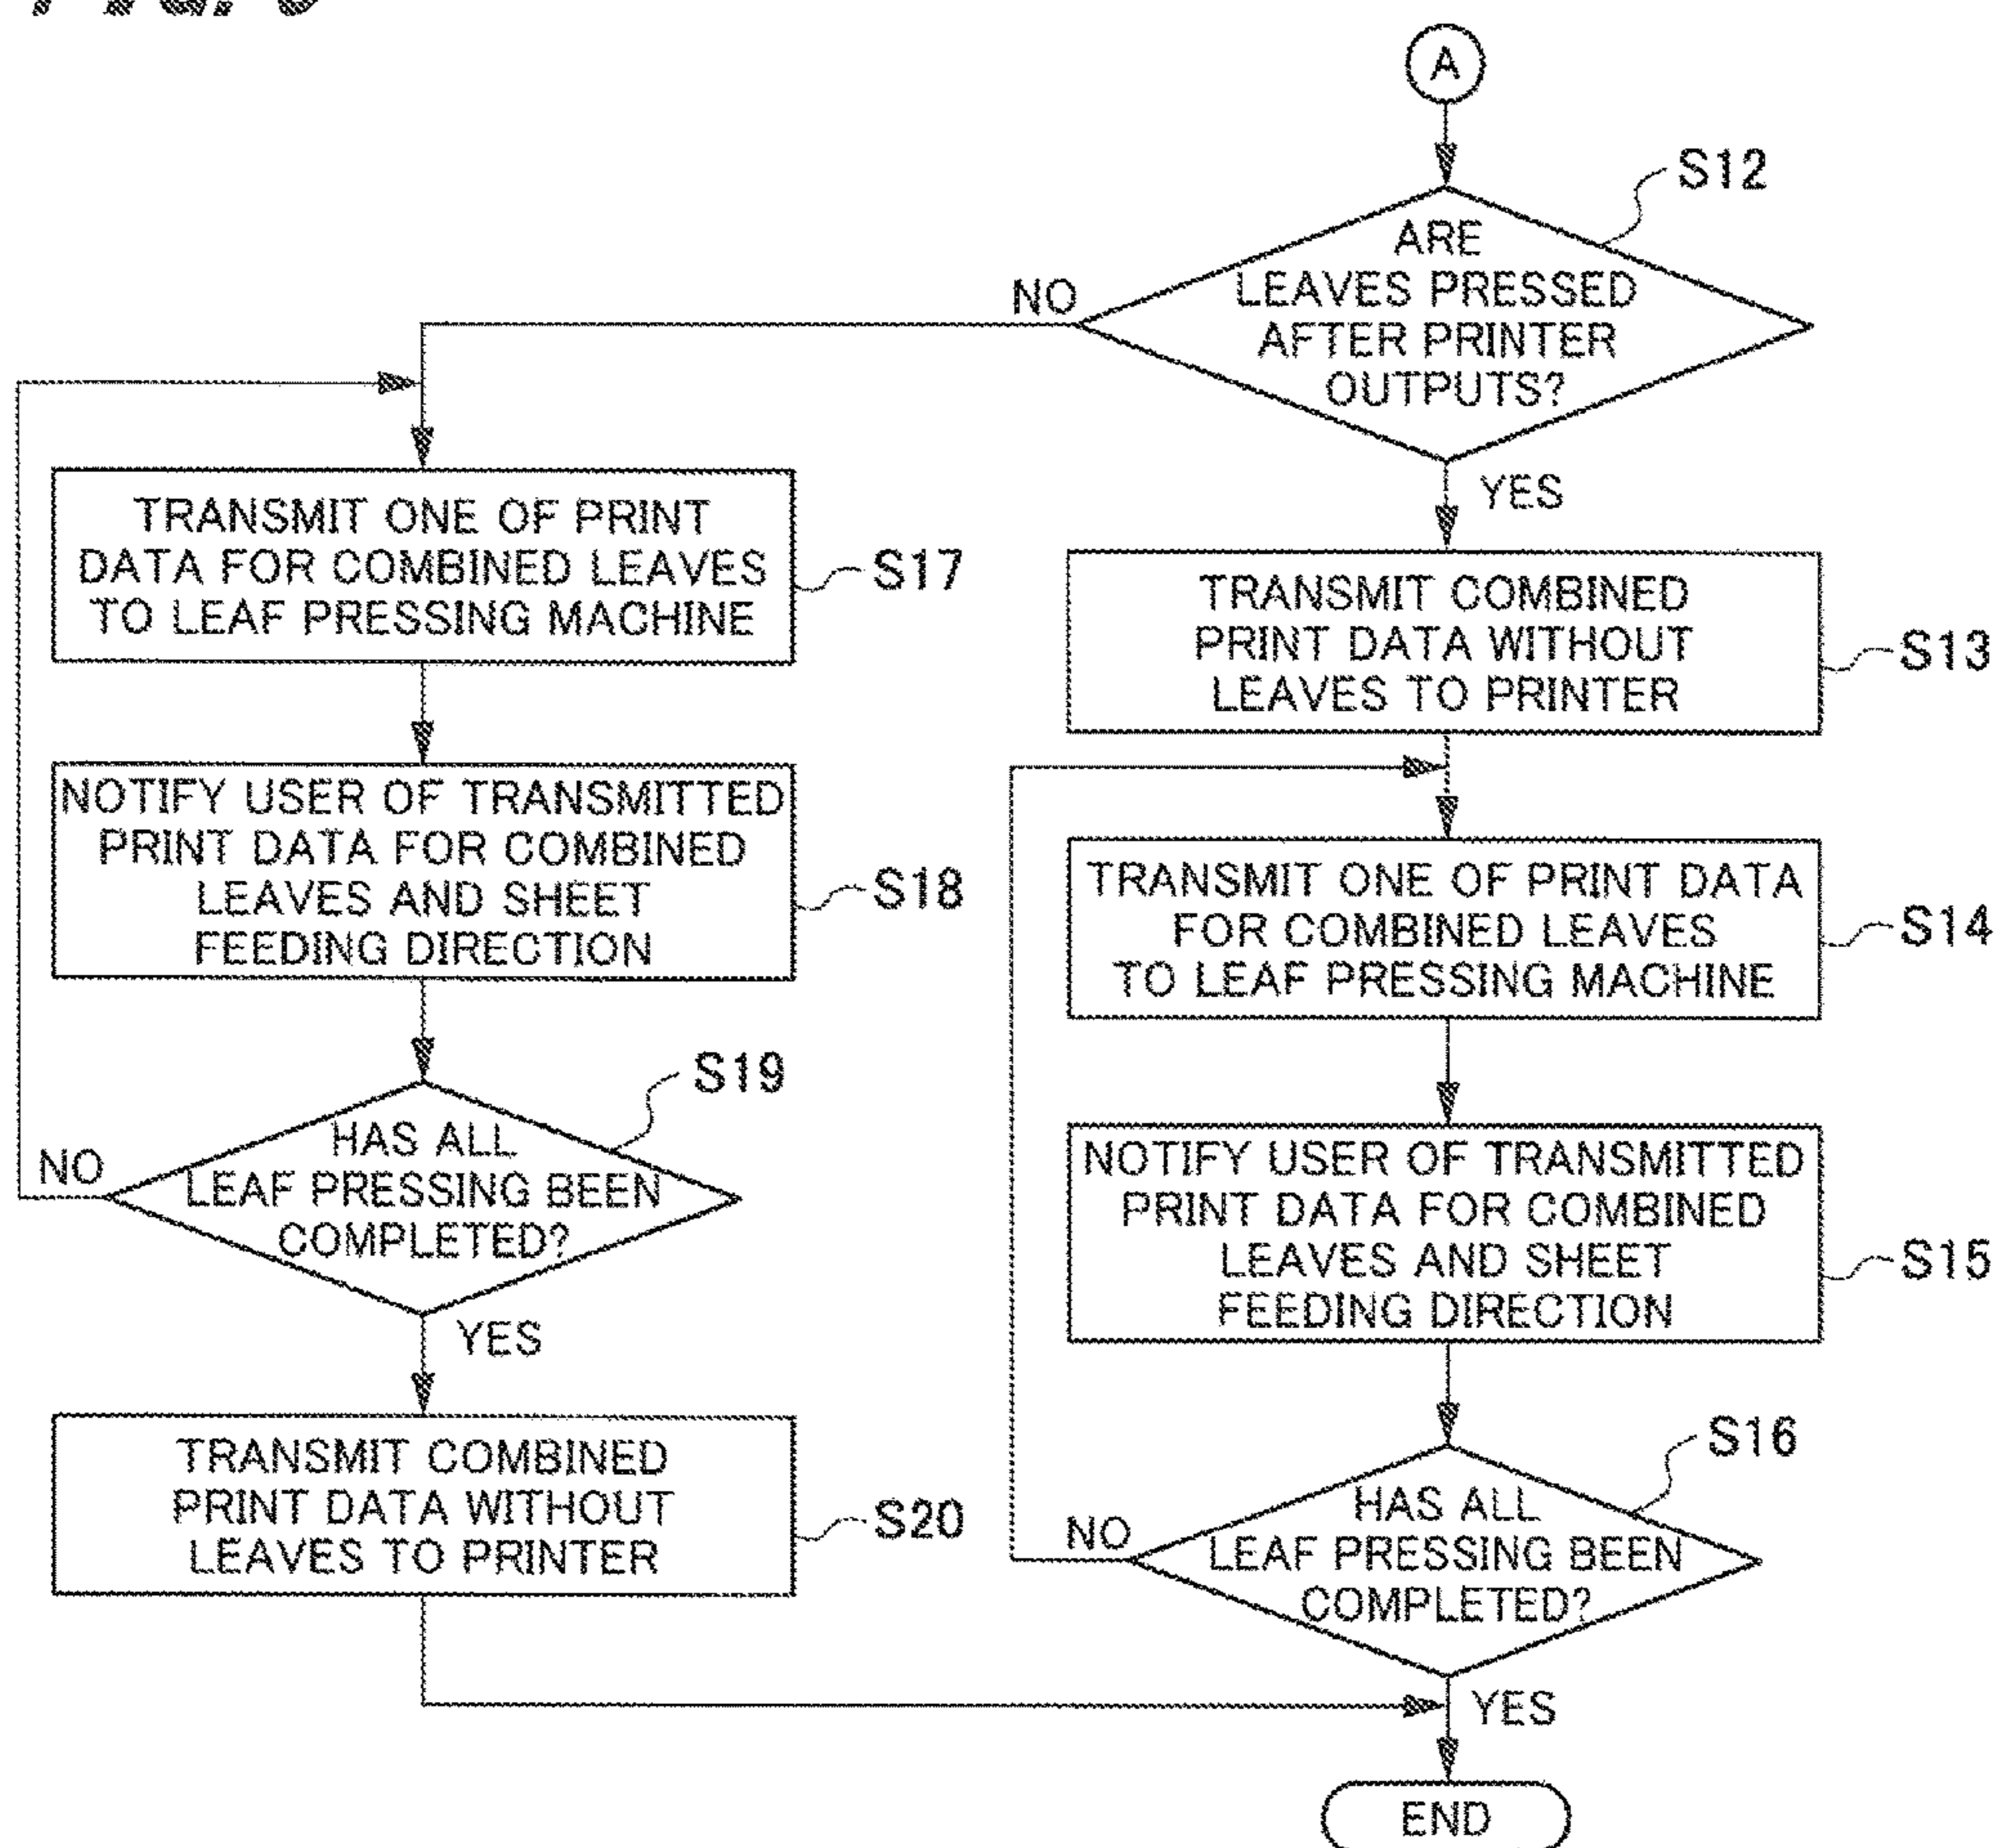 A
S12
ARE
LEAVES PRESSED
AFTER PRINTER
OUTPUTS?
NO
YES
TRANSMIT COMBINED
PRINT DATA WITHOUT
LEAVES TO PRINTER
S13
TRANSMIT ONE OF PRINT DATA
FOR COMBINED LEAVES
TO LEAF PRESSING MACHINE
S14
NOTIFY USER OF TRANSMITTED
PRINT DATA FOR COMBINED
LEAVES AND SHEET
FEEDING DIRECTION
S15
S16
HAS ALL
LEAF PRESSING BEEN
COMPLETED?
NO
YES
TRANSMIT ONE OF PRINT
DATA FOR COMBINED LEAVES
TO LEAF PRESSING MACHINE
S17
NOTIFY USER OF TRANSMITTED
PRINT DATA FOR COMBINED
LEAVES AND SHEET
FEEDING DIRECTION
S18
S19
HAS ALL
LEAF PRESSING BEEN
COMPLETED?
NO
YES
TRANSMIT COMBINED
PRINT DATA WITHOUT
LEAVES TO PRINTER
S20
END